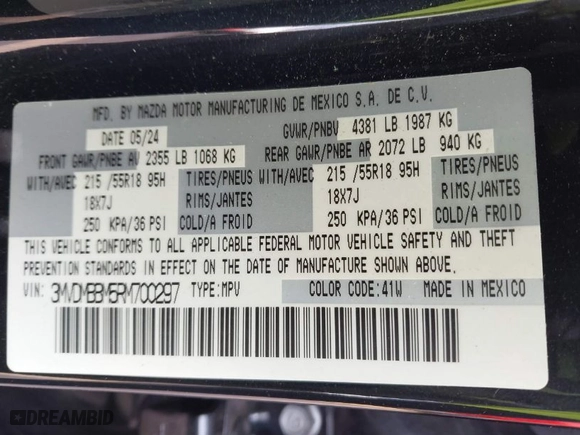 MFD. BY MAZDA MOTOR MANUFACTURING DE MEXICO S.A. DE C.V.
DATE 05/24 GVWR/PNBV 4381 LB 1987 KG
FRONT GAWR/PNBE AV 2355 LB 1068 KG REAR GAWR/PNBE AR 2072 LB 940 KG
WITH/AVEC 215 /55R18 95H TIRES/PNEUS WITH/AVEC 215 /55R18 95H TIRES/PNEUS
18X7J RIMS/JANTES 18X7J RIMS/JANTES
250 KPA/36 PSI COLD/A FROID 250 KPA/36 PSI COLD/A FROID
THIS VEHICLE CONFORMS TO ALL APPLICABLE FEDERAL MOTOR VEHICLE SAFETY AND THEFT
PREVENTION STANDARDS IN EFFECT ON THE DATE OF MANUFACTURE SHOWN ABOVE.
VIN: 3MVDMBBM5RM700297 TYPE:MPV COLOR CODE:41W MADE IN MEXICO
DREAMBID